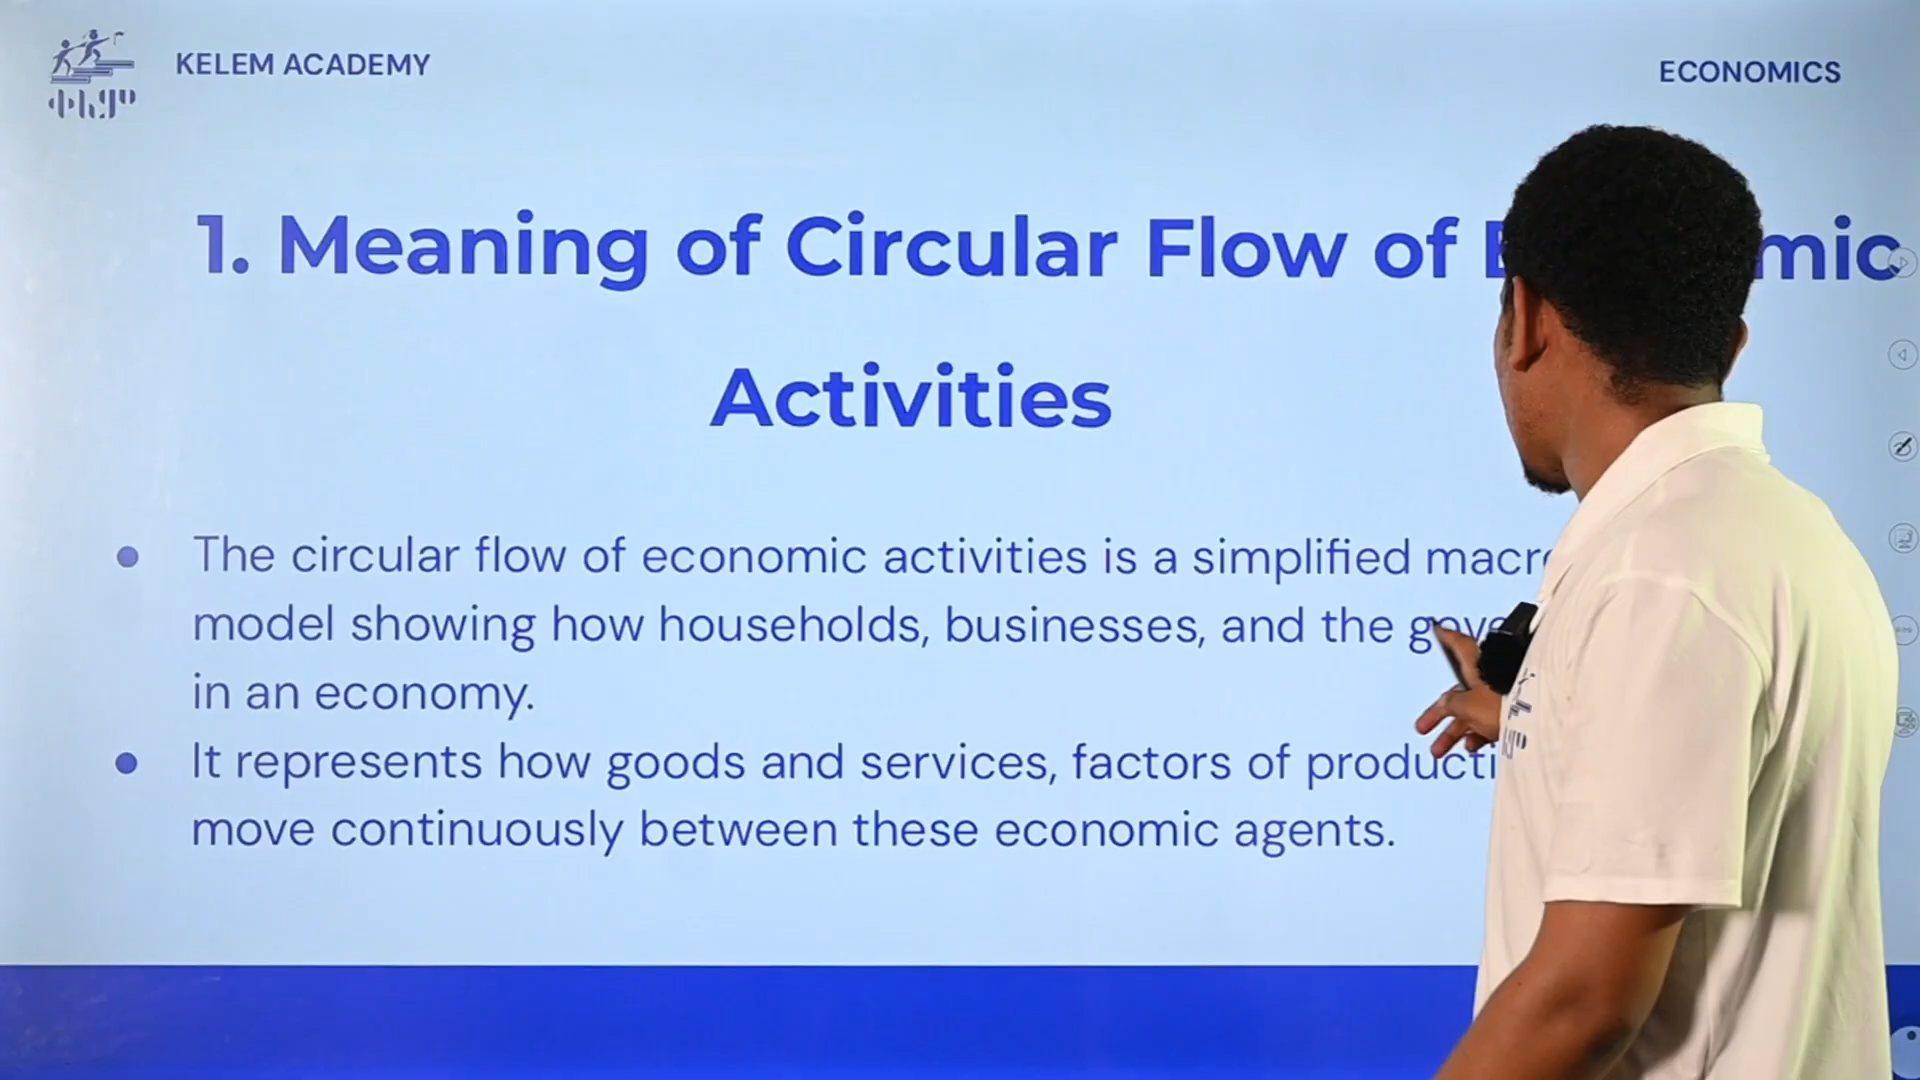 KELEM ACADEMY
ቀለም
ECONOMICS
1. Meaning of Circular Flow of
Activities
● The circular flow of economic activities is a simplified
model showing how households, businesses, and the
in an economy.
● It represents how goods and services, factors of
move continuously between these economic agents.